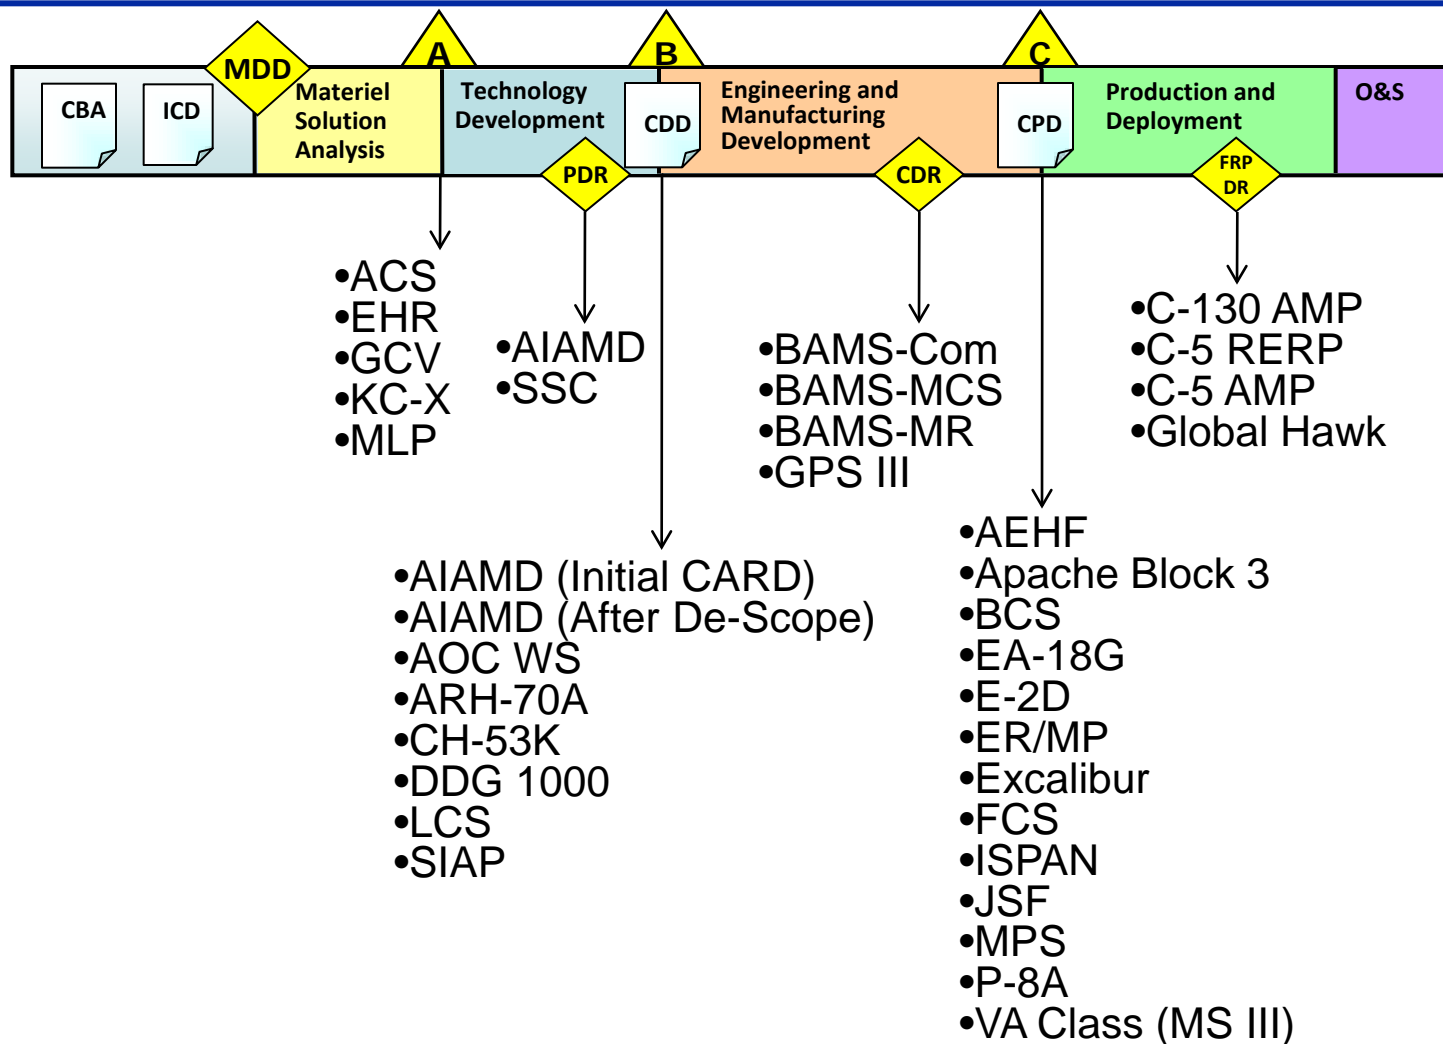 A
B
C
MDD
CBA
ICD
Materiel
Solution
Analysis
Technology
Development
CDD
Engineering and
Manufacturing
Development
CPD
Production and
Deployment
O&S
PDR
CDR
FRP
DR
•ACS
•EHR
•GCV
•KC-X
•MLP
•AIAMD
•SSC
•BAMS-Com
•BAMS-MCS
•BAMS-MR
•GPS III
•C-130 AMP
•C-5 RERP
•C-5 AMP
•Global Hawk
•AIAMD (Initial CARD)
•AIAMD (After De-Scope)
•AOC WS
•ARH-70A
•CH-53K
•DDG 1000
•LCS
•SIAP
•AEHF
•Apache Block 3
•BCS
•EA-18G
•E-2D
•ER/MP
•Excalibur
•FCS
•ISPAN
•JSF
•MPS
•P-8A
•VA Class (MS III)